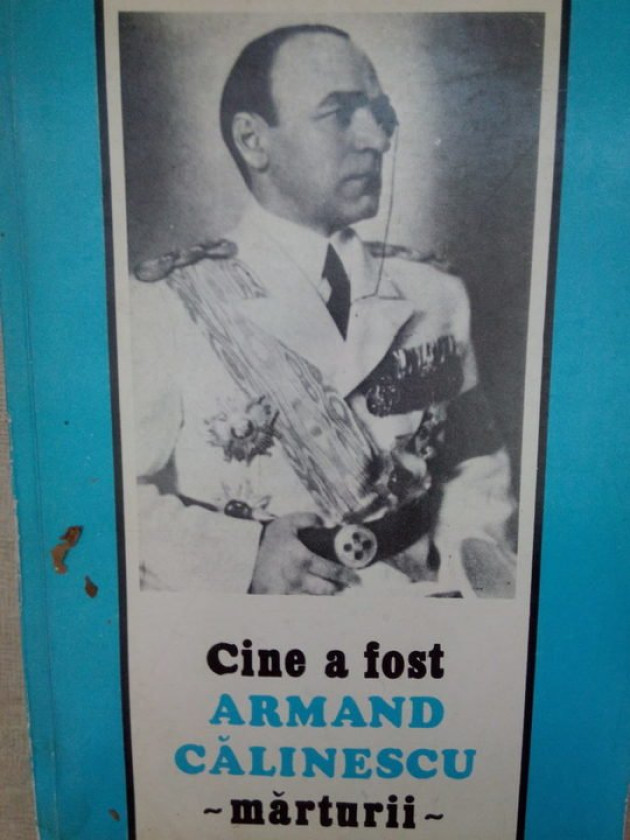 Cine a fost
ARMAND
CĂLINESCU
~mărturii~